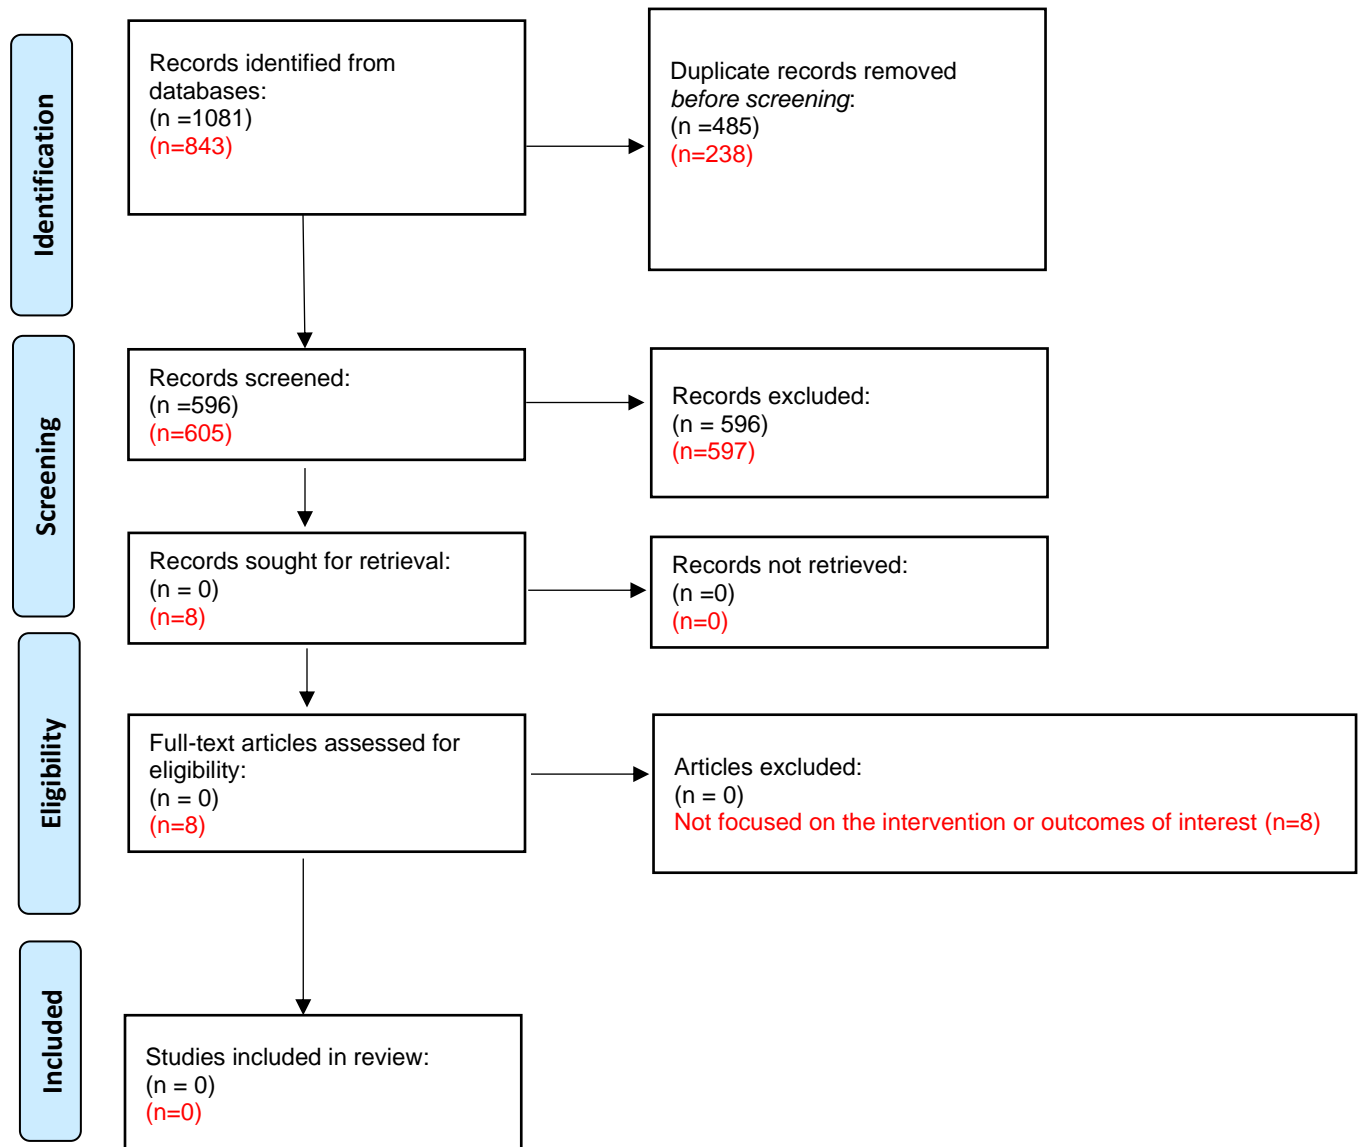 Identification
Records identified from
databases:
(n =1081)
(n=843)
Duplicate records removed
before screening:
(n =485)
(n=238)
Screening
Records screened:
(n =596)
(n=605)
Records excluded:
(n = 596)
(n=597)
Records sought for retrieval:
(n = 0)
(n=8)
Records not retrieved:
(n =0)
(n=0)
Eligibility
Full-text articles assessed for
eligibility:
(n = 0)
(n=8)
Articles excluded:
(n = 0)
Not focused on the intervention or outcomes of interest (n=8)
Included
Studies included in review:
(n = 0)
(n=0)